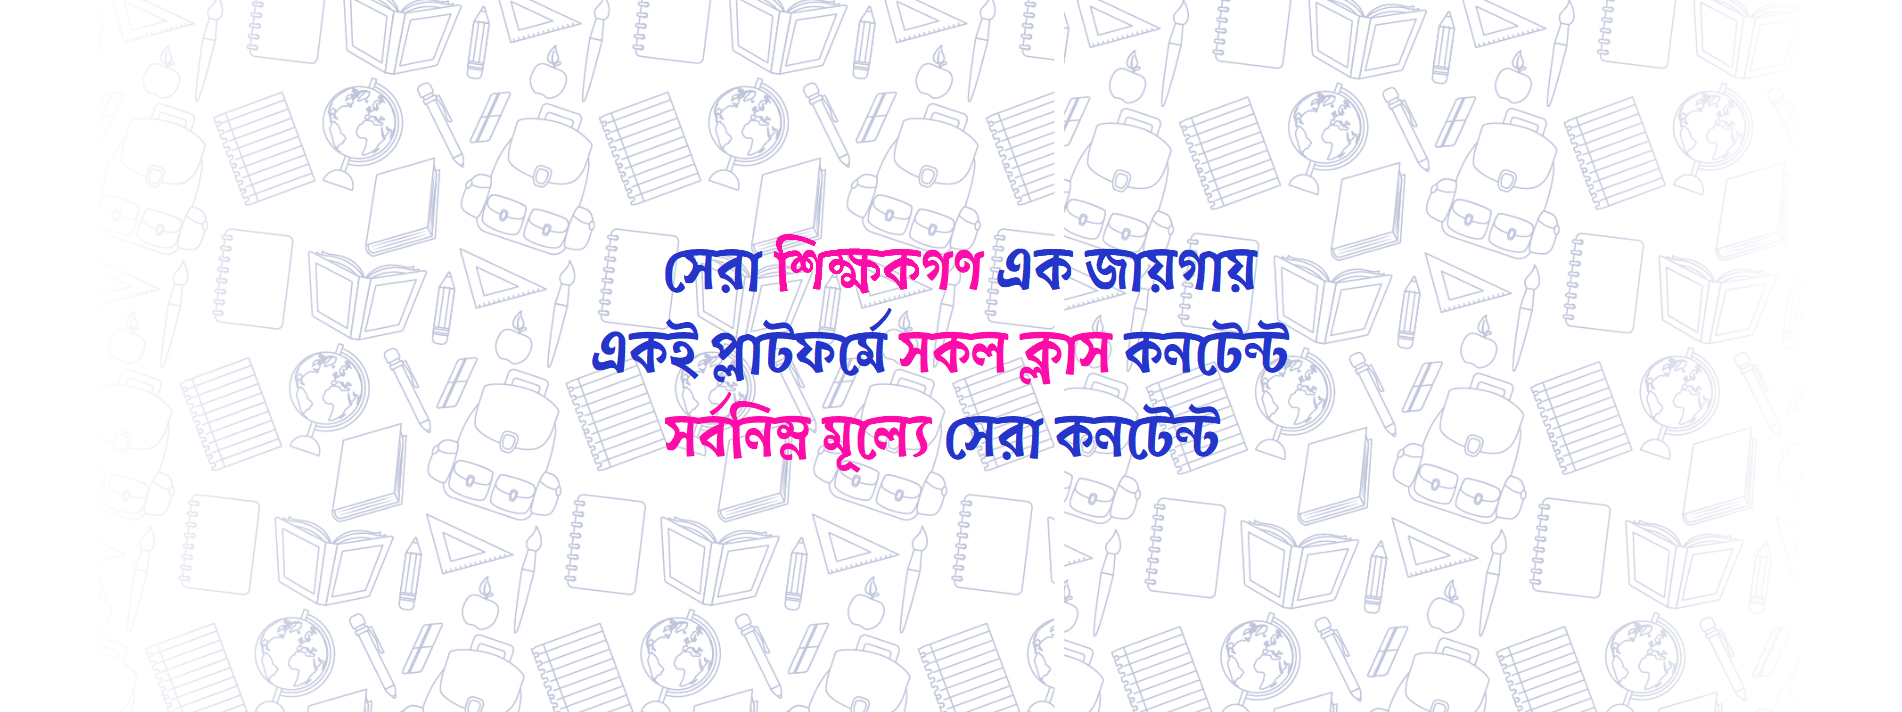 সেরা শিক্ষকগণ এক জায়গায়
একই প্লাটফর্মে সকল ক্লাস কনটেন্ট
সর্বনিম্ন মূল্যে সেরা কনটেন্ট